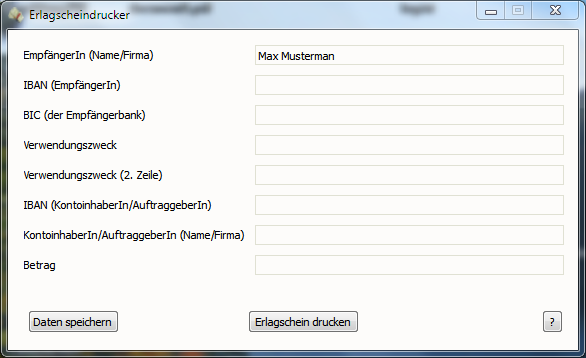 Erlagscheindrucker
EmpfängerIn (Name/Firma)
Max Musterman
IBAN (EmpfängerIn)
BIC (der Empfängerbank)
Verwendungszweck
Verwendungszweck (2. Zeile)
IBAN (KontoinhaberIn/AuftraggeberIn)
KontoinhaberIn/AuftraggeberIn (Name/Firma)
Betrag
Daten speichern
Erlagschein drucken
?